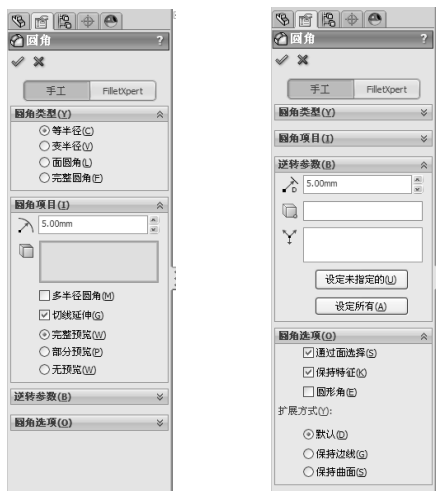 圆角
?
手工
FilletXpert
圆角类型(Y)
等半径(C)
变半径(V)
面圆角(L)
完整圆角(F)
圆角项目(I)
5.00mm
多半径圆角(M)
切线延伸(G)
完整预览(W)
部分预览(P)
无预览(W)
逆转参数(B)
圆角选项(O)
圆角
?
手工
FilletXpert
圆角类型(Y)
圆角项目(I)
逆转参数(B)
D
5.00mm
设定未指定的(U)
设定所有(A)
圆角选项(O)
通过面选择(S)
保持特征(K)
圆形角(E)
扩展方式(Y):
默认(D)
保持边线(G)
保持曲面(S)